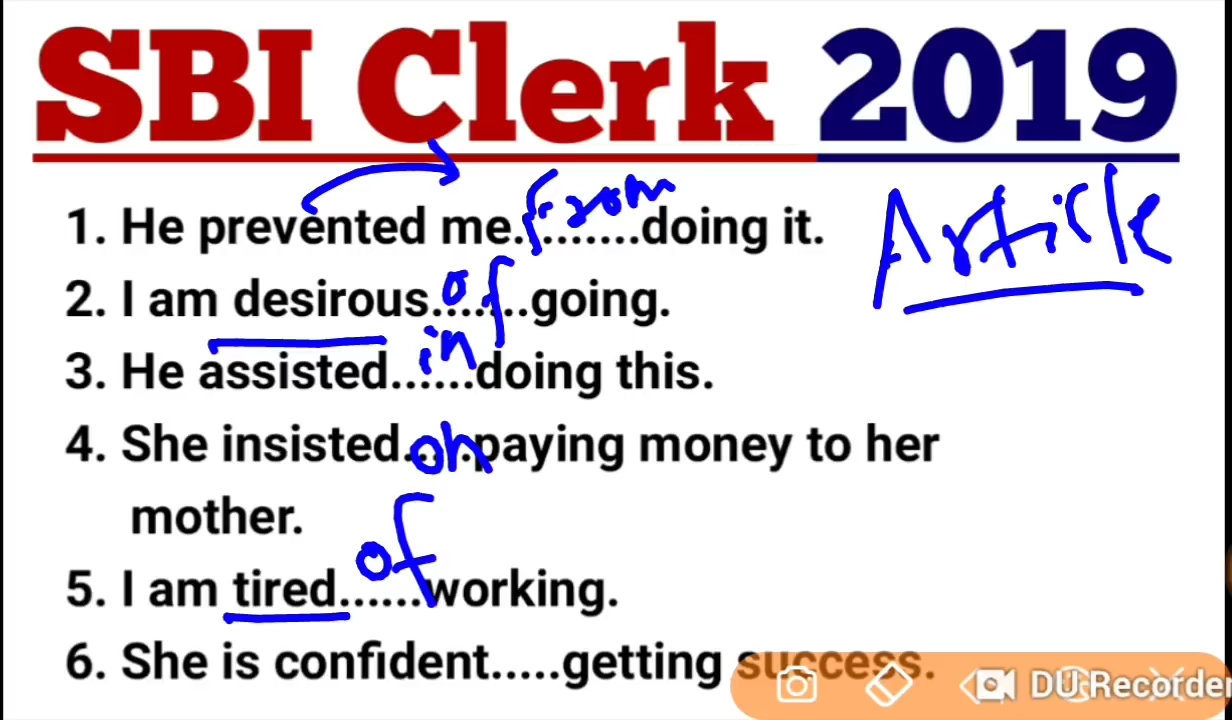 SBI Clerk 2019
1. He prevented me. from ........doing it.
Article
2. I am desirous of .......going.
3. He assisted in ......doing this.
4. She insisted on .....paying money to her
mother.
5. I am tired of ......working.
6. She is confident.....getting success.
DU Recorder